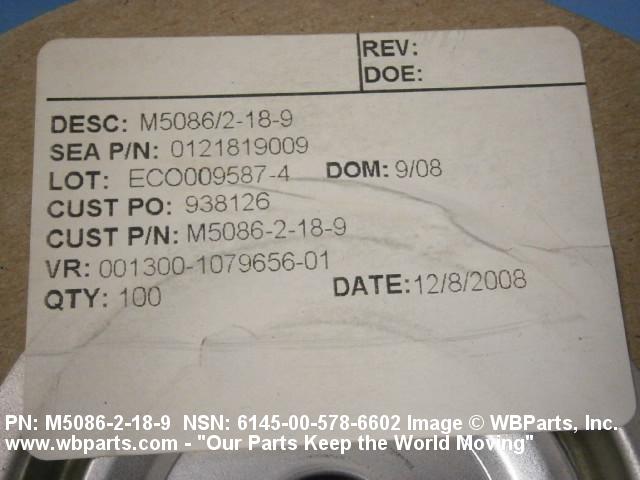 REV:
DOE:
DESC: M5086/2-18-9
SEA P/N: 0121819009
LOT: ECO009587-4 DOM: 9/08
CUST PO: 938126
CUST P/N: M5086-2-18-9
VR: 001300-1079656-01
QTY: 100 DATE:12/8/2008
PN: M5086-2-18-9 NSN: 6145-00-578-6602 Image © WBParts, Inc.
www.wbparts.com - "Our Parts Keep the World Moving"